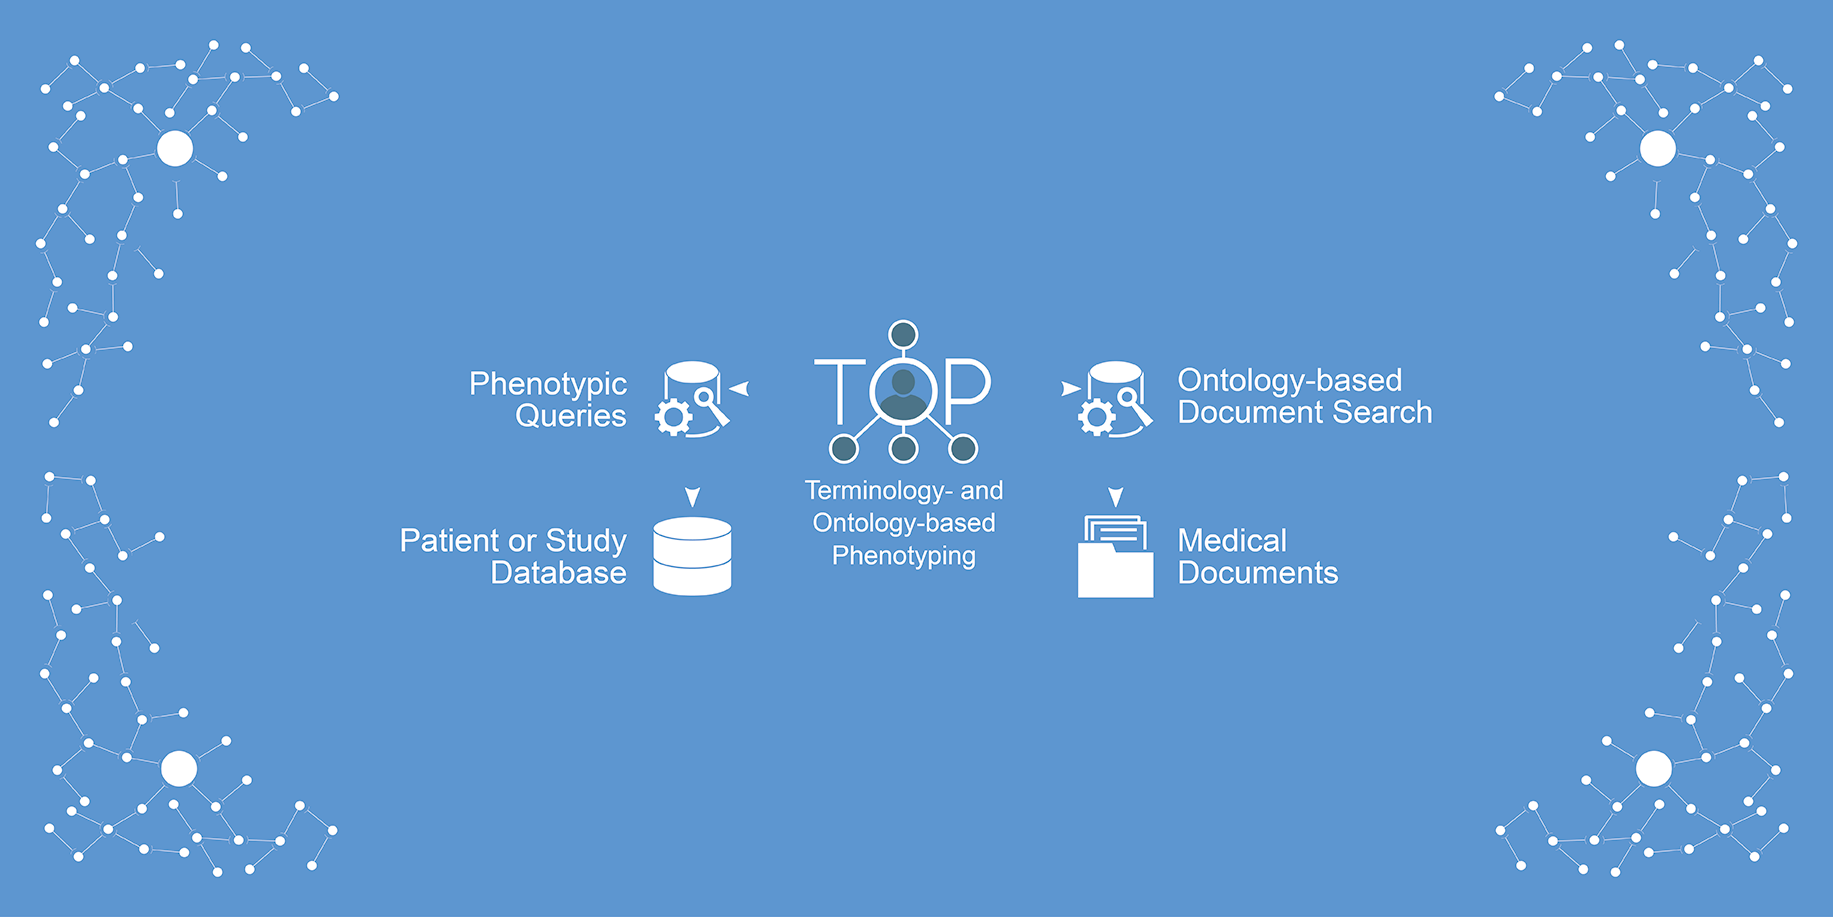 Phenotypic
Queries
Patient or Study
Database
TOP
Terminology- and
Ontology-based
Phenotyping
Ontology-based
Document Search
Medical
Documents